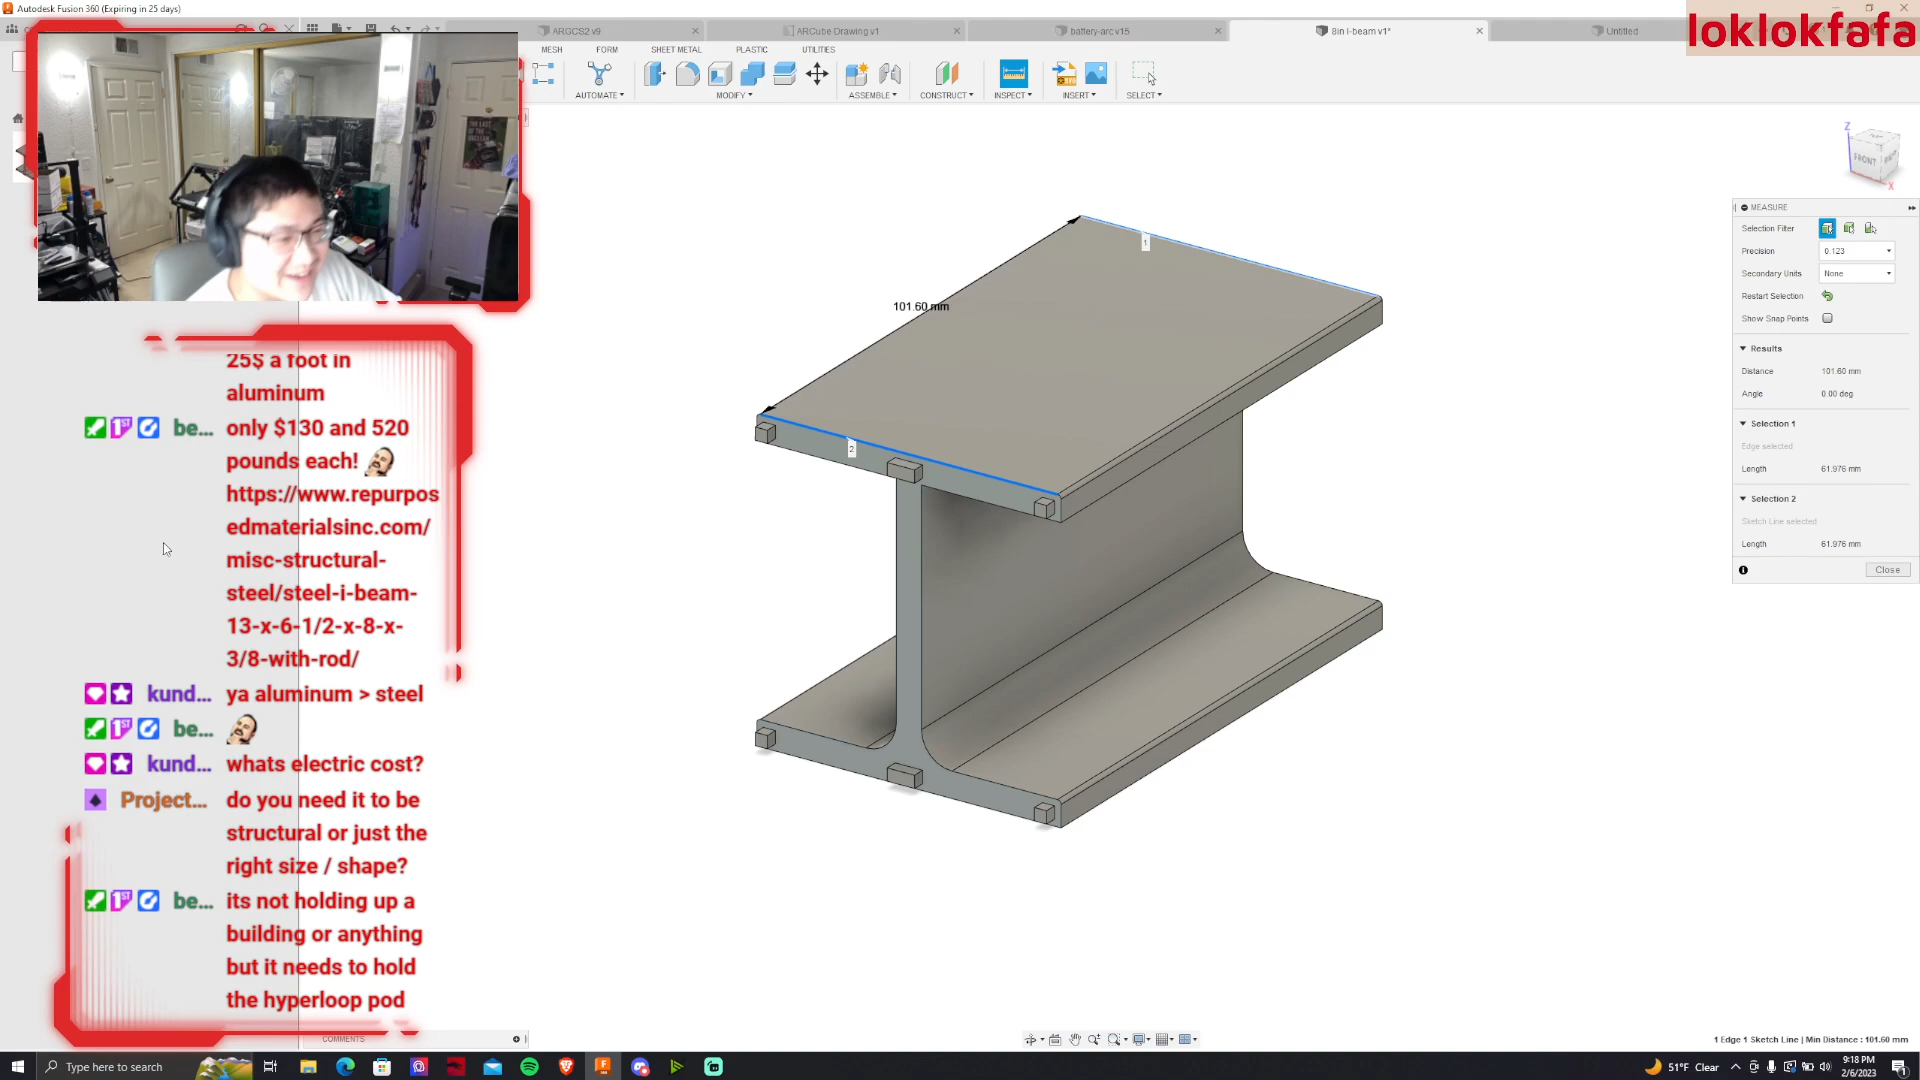 Autodesk Fusion 360 (Expiring in 25 days)
loklokfafa
ARGCS2 v9
ARCube Drawing v1
battery-arc v15
8in I-beam v1*
Untitled
MESH
FORM
SHEET METAL
PLASTIC
UTILITIES
AUTOMATE
MODIFY
ASSEMBLE
CONSTRUCT
INSPECT
INSERT
SELECT
Z
FRONT
X
1
101.60 mm
2
MEASURE
Selection Filter
Precision
0.123
Secondary Units
None
Restart Selection
Show Snap Points
Results
Distance
101.60 mm
Angle
0.00 deg
Selection 1
Edge selected
Length
61.976 mm
Selection 2
Sketch Line selected
Length
61.976 mm
Close
25$ a foot in
aluminum
be... only $130 and 520
pounds each!
https://www.repurpos
edmaterialsinc.com/
misc-structural-
steel/steel-i-beam-
13-x-6-1/2-x-8-x-
3/8-with-rod/
kund... ya aluminum > steel
be...
kund... whats electric cost?
Project... do you need it to be
structural or just the
right size / shape?
be... its not holding up a
building or anything
but it needs to hold
the hyperloop pod
COMMENTS
1 Edge 1 Sketch Line | Min Distance : 101.60 mm
Type here to search
51°F Clear
9:18 PM
2/6/2023